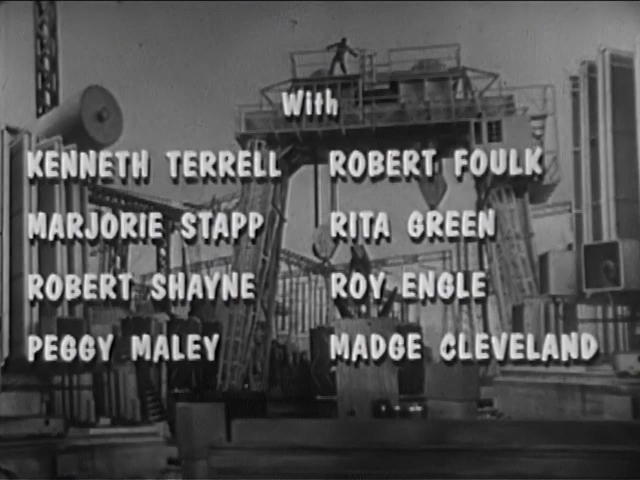 With
KENNETH TERRELL
ROBERT FOULK
MARJORIE STAPP
RITA GREEN
ROBERT SHAYNE
ROY ENGLE
PEGGY MALEY
MADGE CLEVELAND